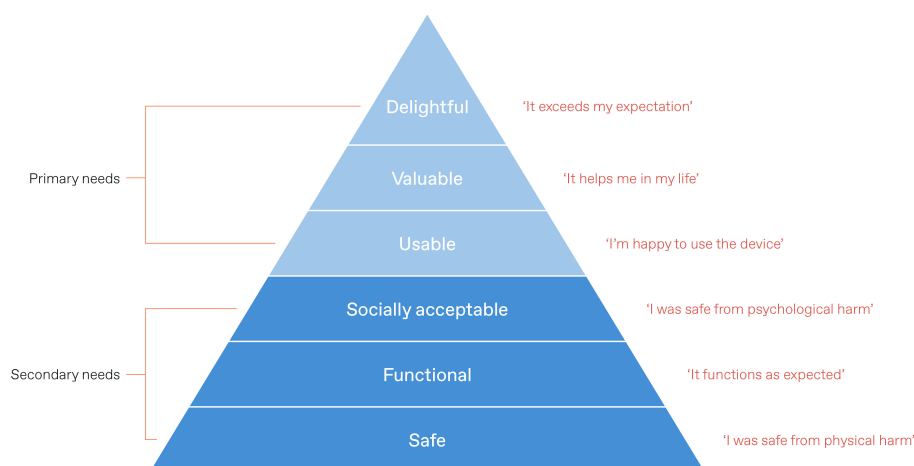 Delightful
‘It exceeds my expectation’
Primary needs
Valuable
‘It helps me in my life’
Usable
‘I’m happy to use the device’
Socially acceptable
‘I was safe from psychological harm’
Secondary needs
Functional
‘It functions as expected’
Safe
‘I was safe from physical harm’